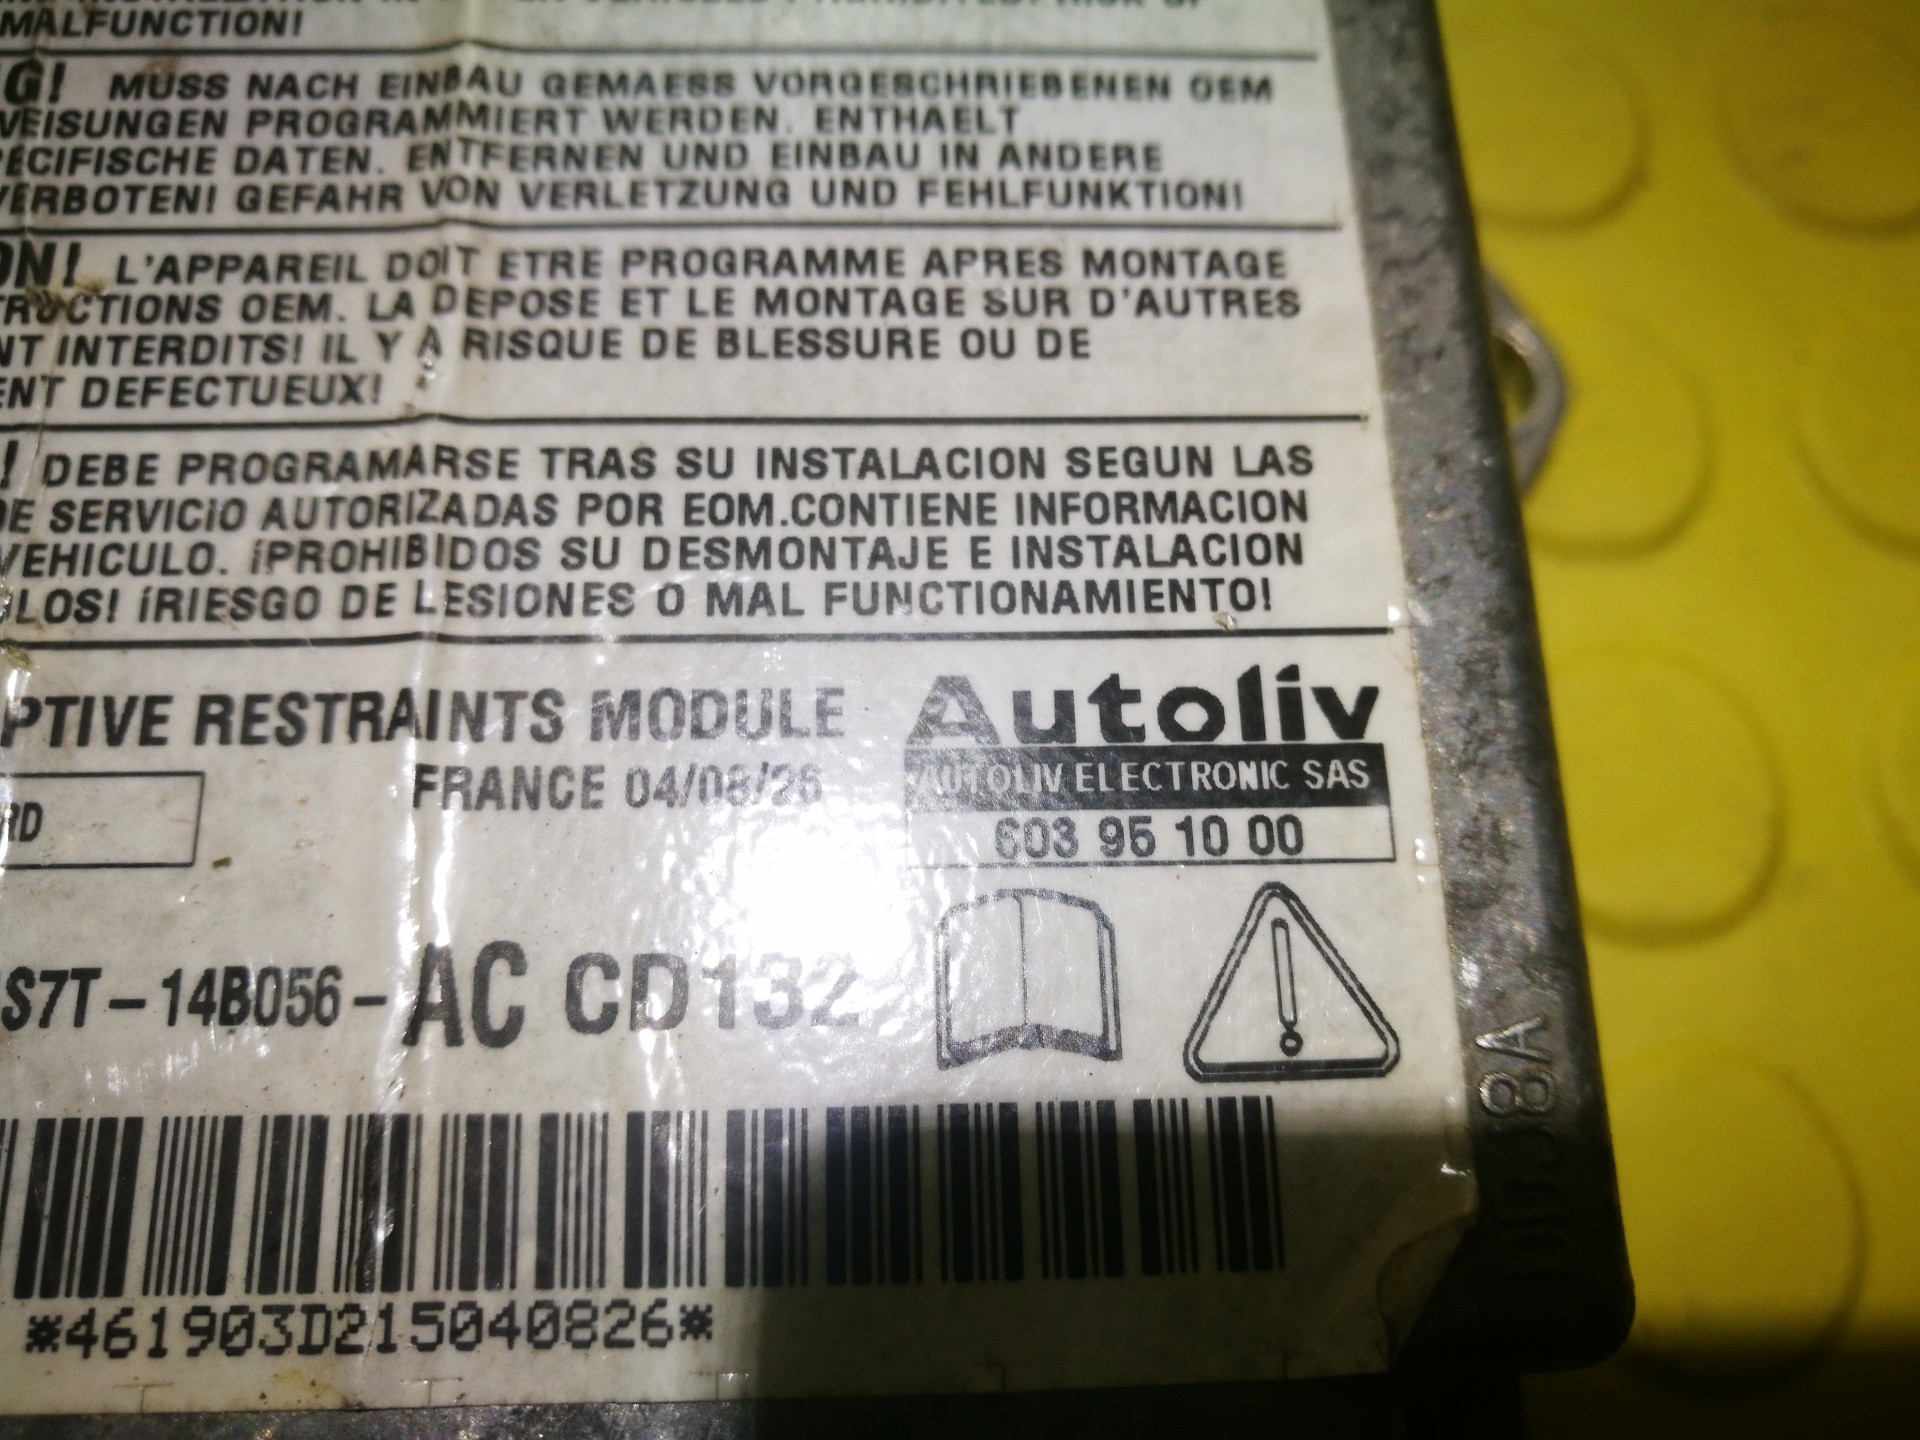 MALFUNCTION!
G! MUSS NACH EINBAU GEMAESS VORGESCHRIEBENEN OEM
WEISUNGEN PROGRAMMIERT WERDEN. ENTHAELT
PECIFISCHE DATEN. ENTFERNEN UND EINBAU IN ANDERE
VERBOTEN! GEFAHR VON VERLETZUNG UND FEHLFUNKTION!
ON! L'APPAREIL DOIT ETRE PROGRAMME APRES MONTAGE
TRUCTIONS OEM. LA DEPOSE ET LE MONTAGE SUR D'AUTRES
NT INTERDITS! IL Y A RISQUE DE BLESSURE OU DE
ENT DEFECTUEUX!
! DEBE PROGRAMARSE TRAS SU INSTALACION SEGUN LAS
DE SERVICIO AUTORIZADAS POR EOM.CONTIENE INFORMACION
VEHICULO. ¡PROHIBIDOS SU DESMONTAJE E INSTALACION
ULOS! ¡RIESGO DE LESIONES O MAL FUNCTIONAMIENTO!
PTIVE RESTRAINTS MODULE
Autoliv
FRANCE 04/08/26
AUTOLIV ELECTRONIC SAS
RD
603 95 10 00
S7T-14B056-AC CD132
*461903D215040826*